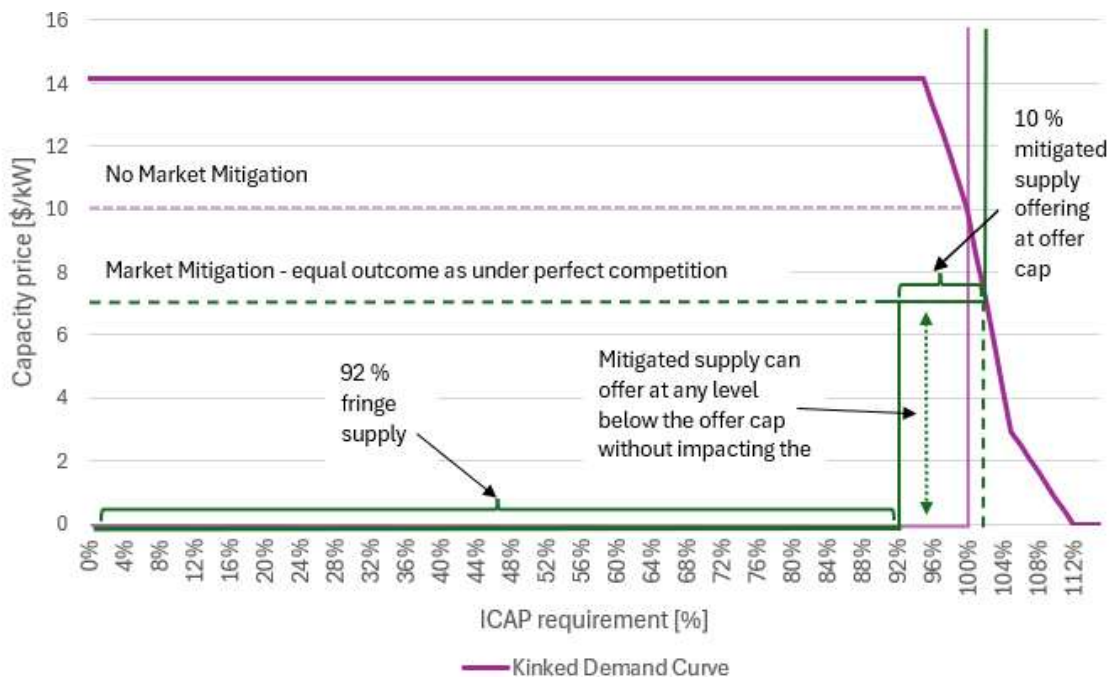 16
14
12
10
8
6
4
2
0
Capacity price [$/kW]
No Market Mitigation
Market Mitigation - equal outcome as under perfect competition
10 %
mitigated
supply
offering
at offer
cap
92 %
fringe
supply
Mitigated supply can
offer at any level
below the offer cap
without impacting the
0%
4%
8%
12%
16%
20%
24%
28%
32%
36%
40%
44%
48%
52%
56%
60%
64%
68%
72%
76%
80%
84%
88%
92%
96%
100%
104%
108%
112%
ICAP requirement [%]
Kinked Demand Curve